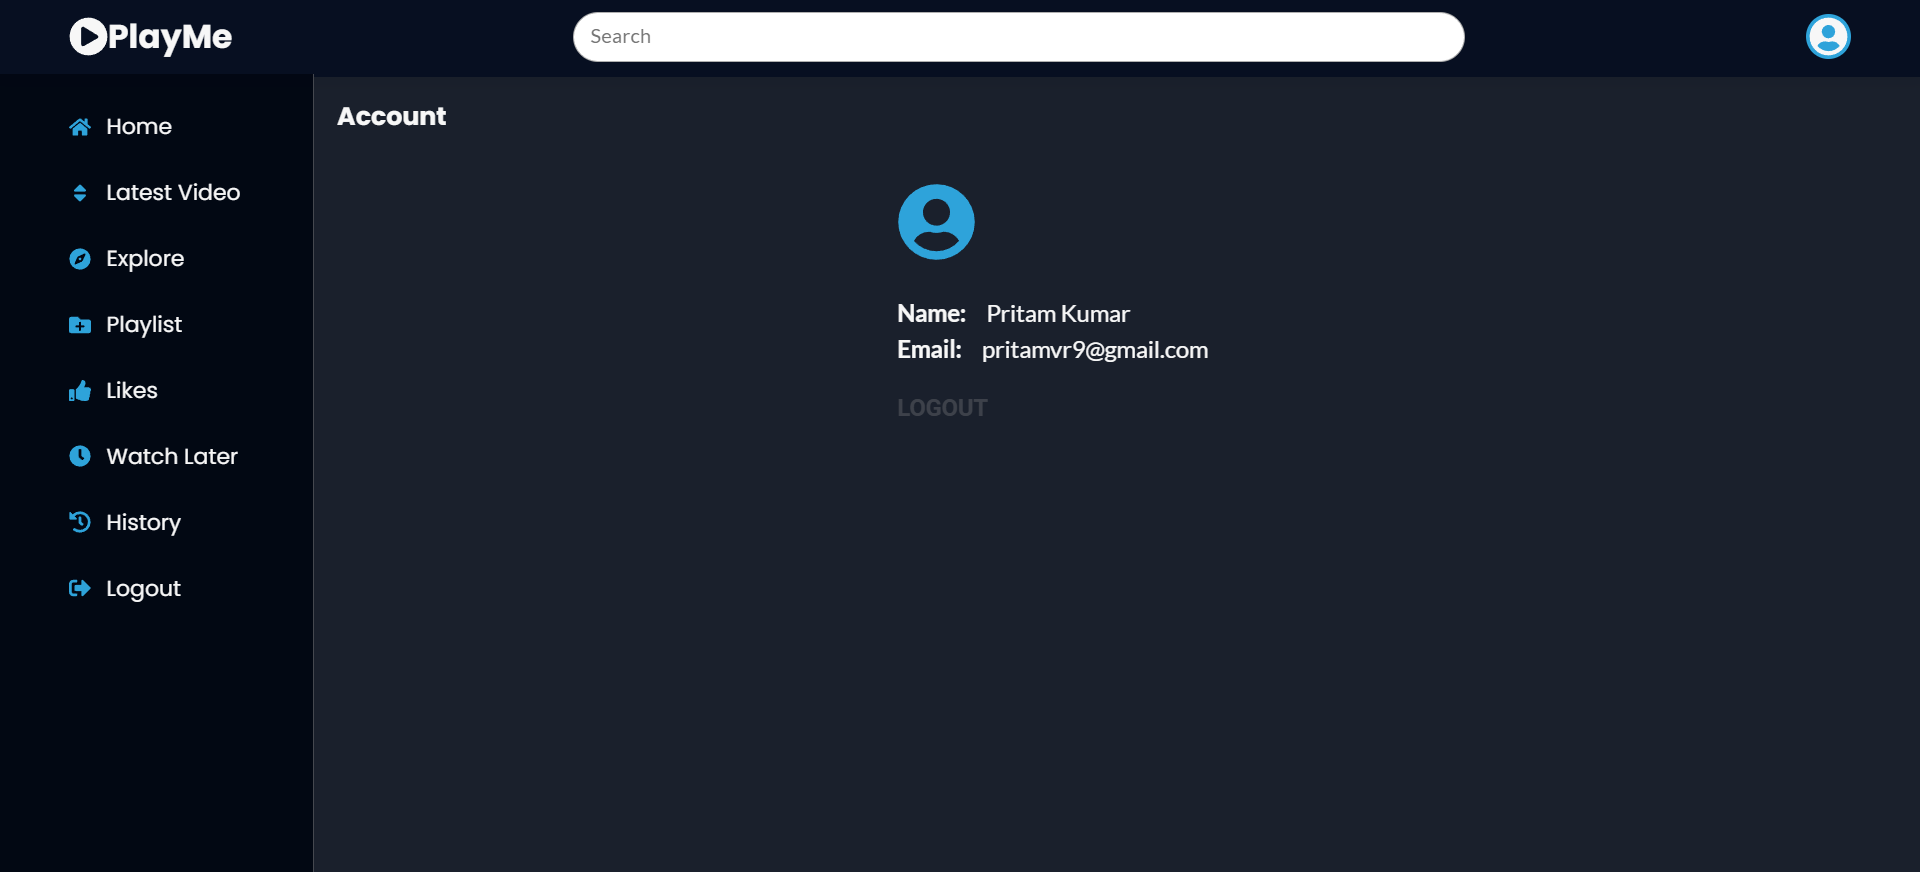 PlayMe
Search
Home
Latest Video
Explore
Playlist
Likes
Watch Later
History
Logout
Account
Name: Pritam Kumar
Email: pritamvr9@gmail.com
LOGOUT